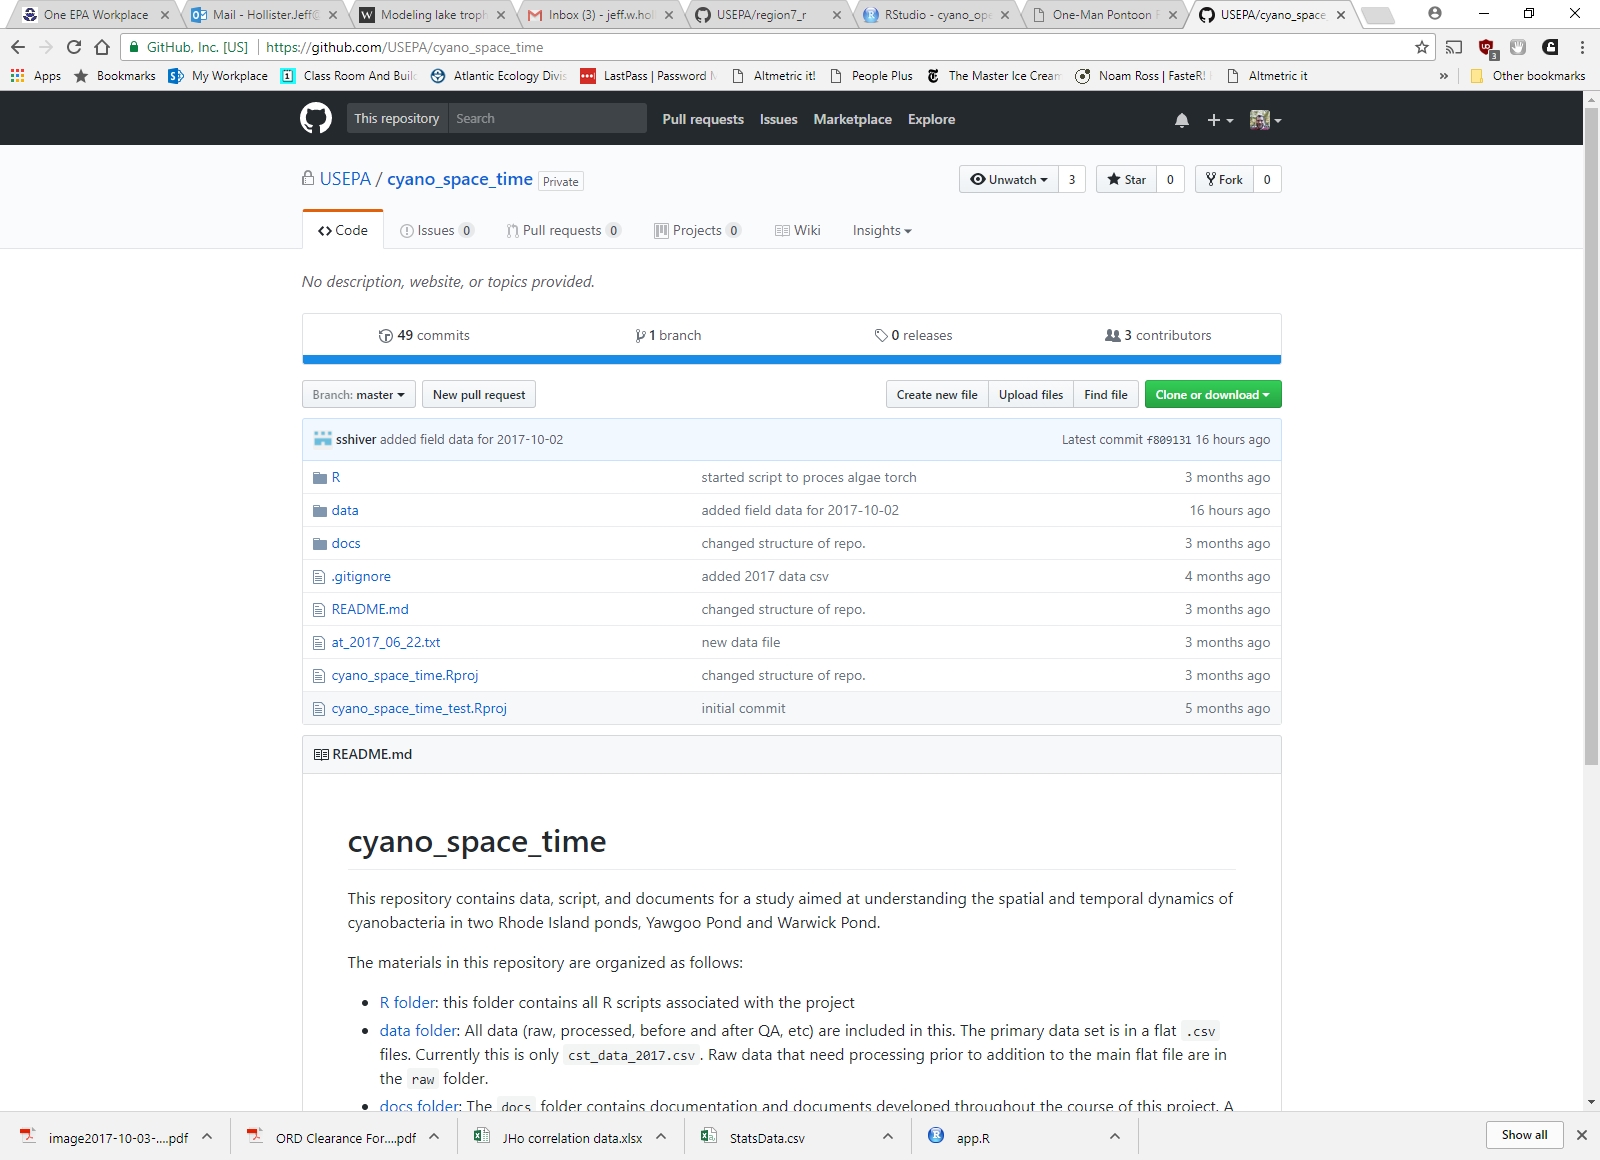 One EPA Workplace
Mail - HollisterJeff@
Modeling lake troph
Inbox (3) - jeff.w.hol
USEPA/region7_r
RStudio - cyano_ope
One-Man Pontoon
USEPA/cyano_space_
GitHub, Inc. [US] https://github.com/USEPA/cyano_space_time
Apps Bookmarks My Workplace Class Room And Buil Atlantic Ecology Divis LastPass | Password Altmetric it! People Plus The Master Ice Cream Noam Ross | FasteR! Altmetric it » Other bookmarks
This repository Search Pull requests Issues Marketplace Explore
USEPA / cyano_space_time Private Unwatch 3 Star 0 Fork 0
Code Issues 0 Pull requests 0 Projects 0 Wiki Insights
No description, website, or topics provided.
49 commits 1 branch 0 releases 3 contributors
Branch: master New pull request Create new file Upload files Find file Clone or download
sshiver added field data for 2017-10-02 Latest commit f809131 16 hours ago
R started script to proces algae torch 3 months ago
data added field data for 2017-10-02 16 hours ago
docs changed structure of repo. 3 months ago
.gitignore added 2017 data csv 4 months ago
README.md changed structure of repo. 3 months ago
at_2017_06_22.txt new data file 3 months ago
cyano_space_time.Rproj changed structure of repo. 3 months ago
cyano_space_time_test.Rproj initial commit 5 months ago
README.md
cyano_space_time
This repository contains data, script, and documents for a study aimed at understanding the spatial and temporal dynamics of
cyanobacteria in two Rhode Island ponds, Yawgoo Pond and Warwick Pond.
The materials in this repository are organized as follows:
• R folder: this folder contains all R scripts associated with the project
• data folder: All data (raw, processed, before and after QA, etc) are included in this. The primary data set is in a flat .csv
files. Currently this is only cst_data_2017.csv . Raw data that need processing prior to addition to the main flat file are in
the raw folder.
• docs folder: The docs folder contains documentation and documents developed throughout the course of this project. A
image2017-10-03-....pdf ORD Clearance For....pdf JHo correlation data.xlsx StatsData.csv app.R Show all